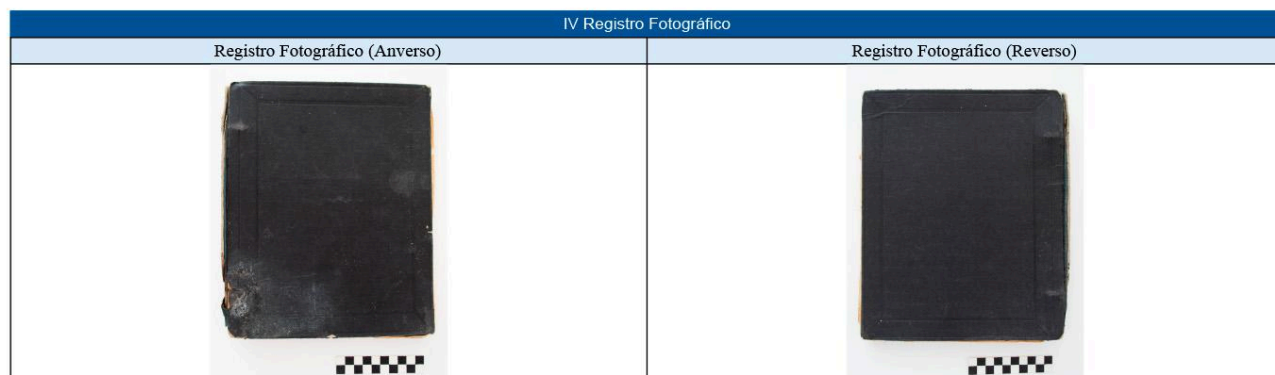 IV Registro Fotográfico
Registro Fotográfico (Anverso)
Registro Fotográfico (Reverso)